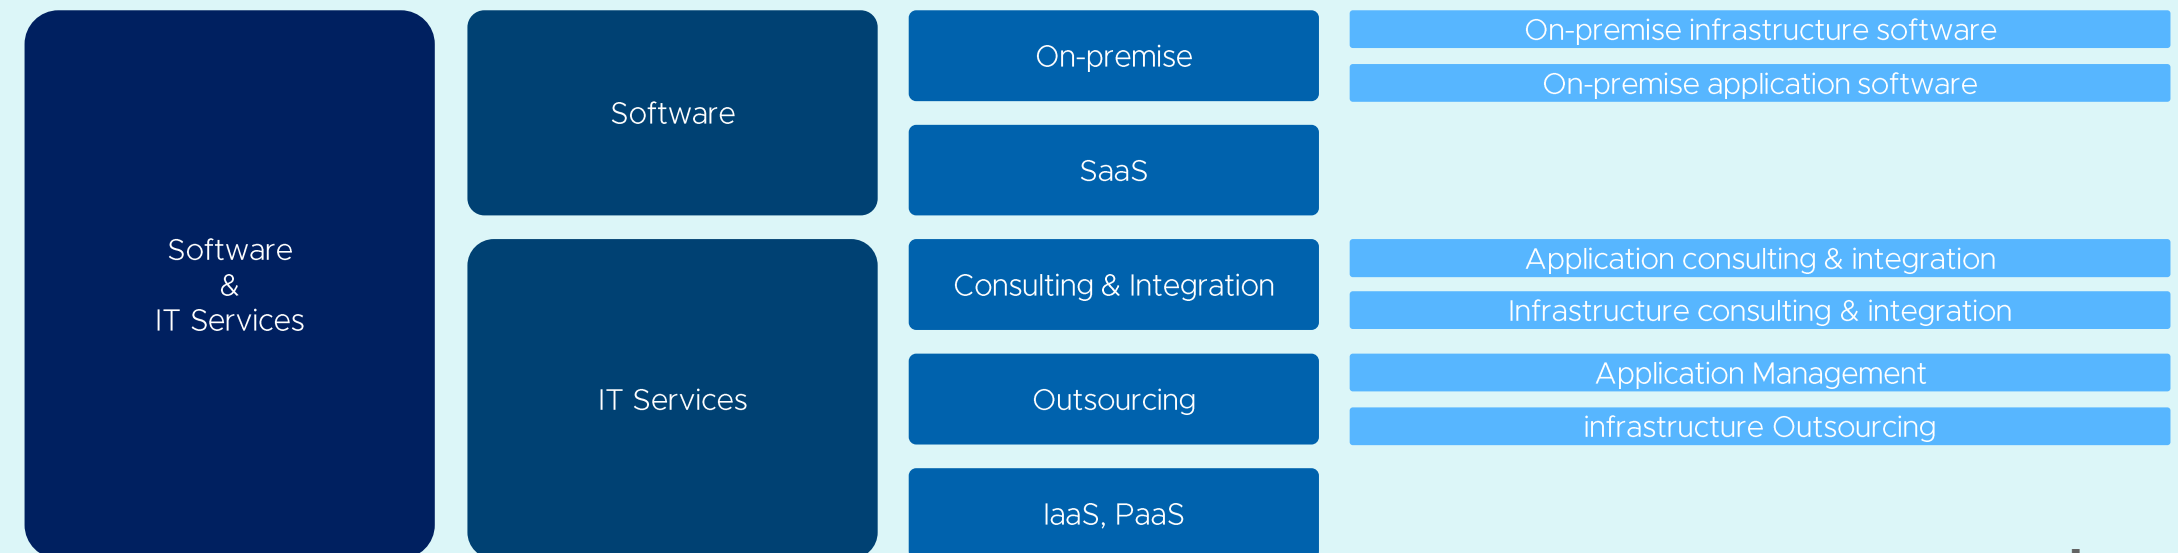 Software
&
IT Services
Software
IT Services
On-premise
SaaS
Consulting & Integration
Outsourcing
IaaS, PaaS
On-premise infrastructure software
On-premise application software
Application consulting & integration
Infrastructure consulting & integration
Application Management
infrastructure Outsourcing